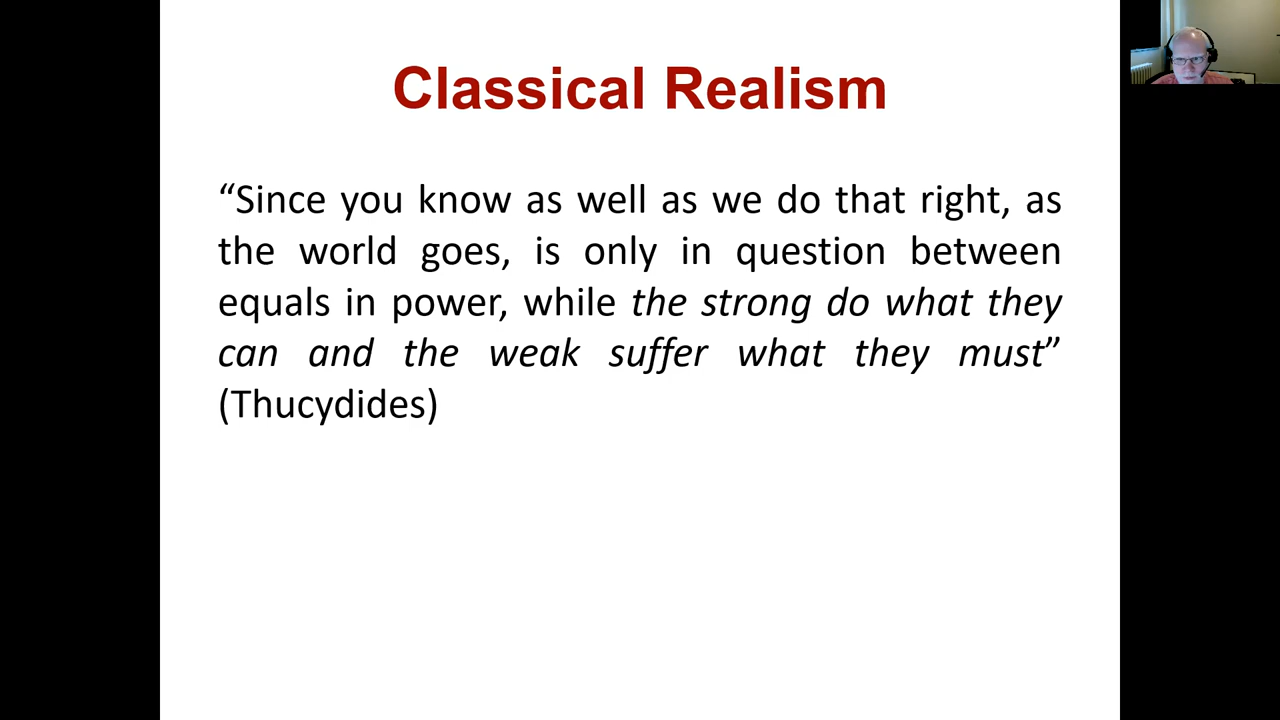 Classical Realism
“Since you know as well as we do that right, as
the world goes, is only in question between
equals in power, while the strong do what they
can and the weak suffer what they must”
(Thucydides)